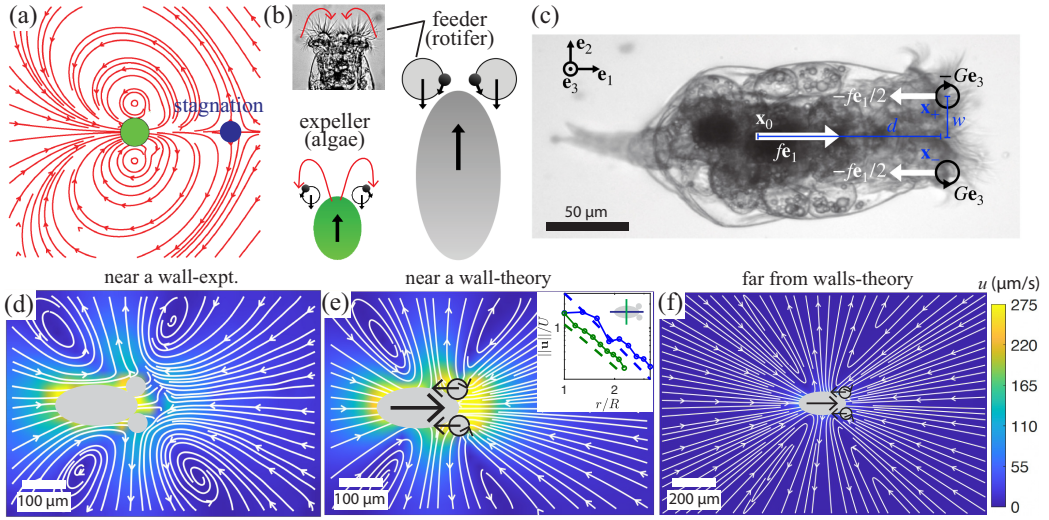 (a)
stagnation
(b)
feeder
(rotifer)
expeller
(algae)
(c)
e₂
e₁
e₃
−Ge₃
−fe₁/2
x₊
x₀
d
w
fe₁
x₋
−fe₁/2
Ge₃
50 µm
near a wall-expt.
near a wall-theory
far from walls-theory
(d)
100 µm
(e)
||u||/U
1
1
2
r/R
100 µm
(f)
200 µm
u (µm/s)
275
220
165
110
55
0